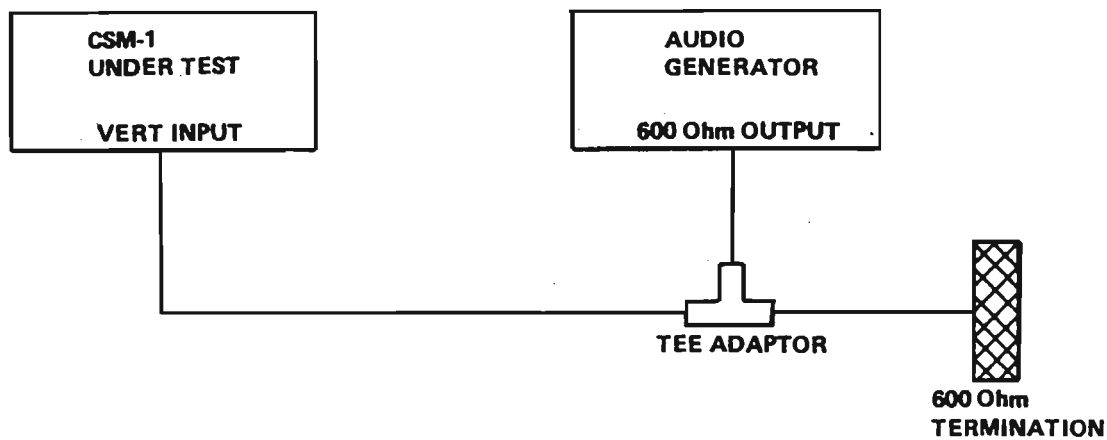 CSM-1
UNDER TEST
VERT INPUT
AUDIO
GENERATOR
600 Ohm OUTPUT
TEE ADAPTOR
600 Ohm
TERMINATION